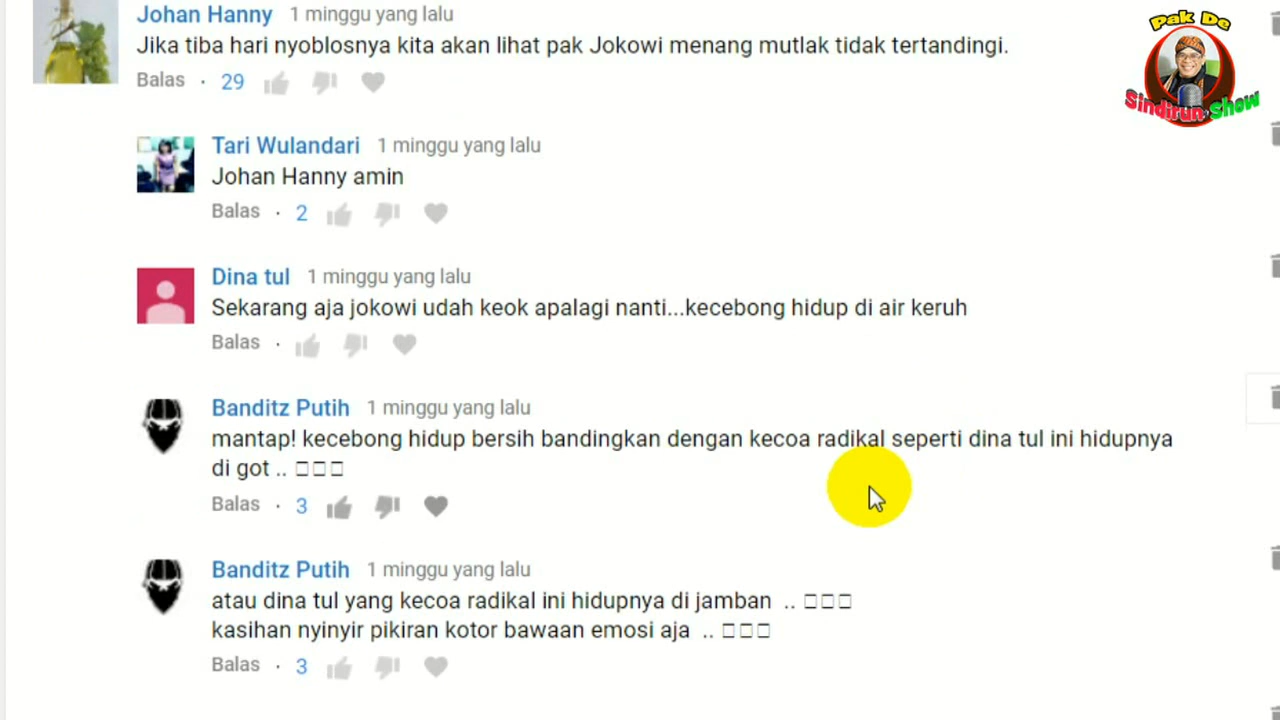 Johan Hanny 1 minggu yang lalu
Jika tiba hari nyoblosnya kita akan lihat pak Jokowi menang mutlak tidak tertandingi.
Balas · 29
Tari Wulandari 1 minggu yang lalu
Johan Hanny amin
Balas · 2
Dina tul 1 minggu yang lalu
Sekarang aja jokowi udah keok apalagi nanti...kecebong hidup di air keruh
Balas ·
Banditz Putih 1 minggu yang lalu
mantap! kecebong hidup bersih bandingkan dengan kecoa radikal seperti dina tul ini hidupnya
di got .. □□□
Balas · 3
Banditz Putih 1 minggu yang lalu
atau dina tul yang kecoa radikal ini hidupnya di jamban .. □□□
kasihan nyinyir pikiran kotor bawaan emosi aja .. □□□
Balas · 3
Pak De
Sindirun Show